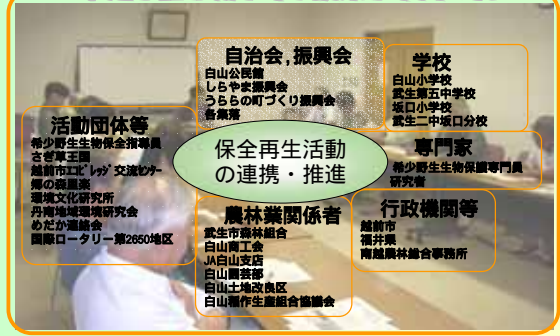 自治会,振興会
白山公民館
しらやま振興会
うららの町づくり振興会
各集落
学校
白山小学校
武生第五中学校
坂口小学校
武生二中坂口分校
活動団体等
希少野生生物保全指導員
さぎ草王国
越前市エコビレッジ交流センター
郷の森里楽
環境文化研究所
丹南地域環境研究会
めだか連絡会
国際ロータリー第2650地区
保全再生活動
の連携・推進
専門家
希少野生生物保護専門員
研究者
農林業関係者
武生市森林組合
白山商工会
JA白山支店
白山園芸部
白山土地改良区
白山稲作生産組合協議会
行政機関等
越前市
福井県
南越農林総合事務所